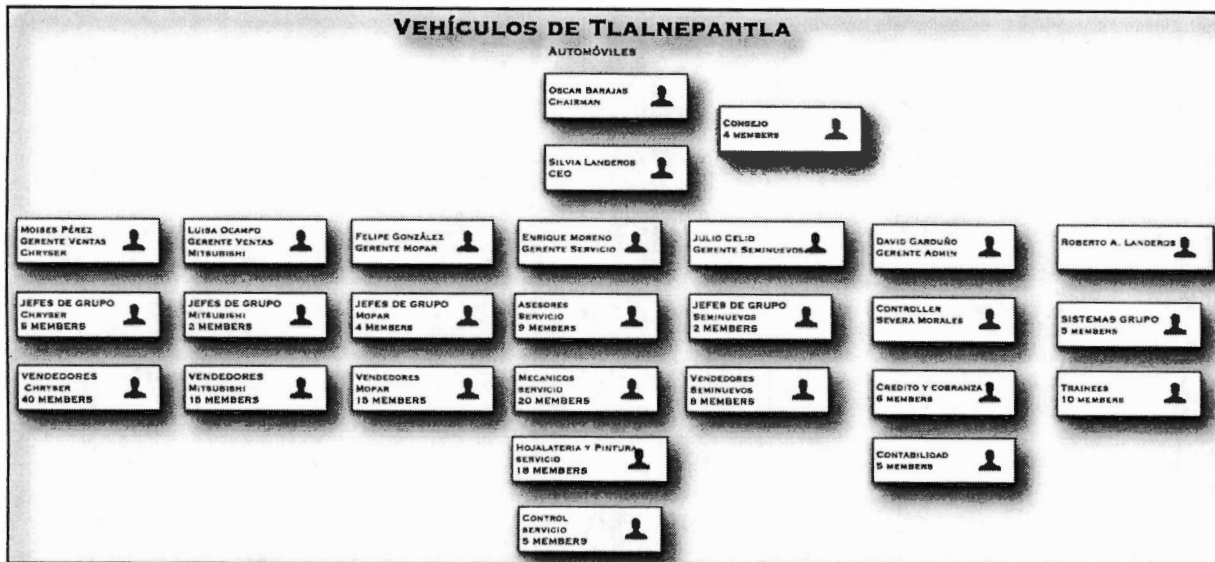 VEHÍCULOS DE TLALNEPANTLA
AUTOMÓVILES
OSCAR BARAJAS
CHAIRMAN
CONSEJO
4 MEMBERS
SILVIA LANDEROS
CEO
MOISES PÉREZ
GERENTE VENTAS
CHRYSER
LUISA OCAMPO
GERENTE VENTAS
MITSUBISHI
FELIPE GONZÁLEZ
GERENTE MOPAR
ENRIQUE MORENO
GERENTE SERVICIO
JULIO CELIO
GERENTE SEMINUEVOS
DAVID GARDUÑO
GERENTE ADMIN
ROBERTO A. LANDEROS
JEFES DE GRUPO
CHRYSER
5 MEMBERS
JEFES DE GRUPO
MITSUBISHI
2 MEMBERS
JEFES DE GRUPO
MOPAR
4 MEMBERS
ASESORES
SERVICIO
9 MEMBERS
JEFES DE GRUPO
SEMINUEVOS
2 MEMBERS
CONTROLLER
SEVERA MORALES
SISTEMAS GRUPO
5 MEMBERS
VENDEDORES
CHRYSER
40 MEMBERS
VENDEDORES
MITSUBISHI
15 MEMBERS
VENDEDORES
MOPAR
15 MEMBERS
MECANICOS
SERVICIO
20 MEMBERS
VENDEDORES
SEMINUEVOS
8 MEMBERS
CREDITO Y COBRANZA
6 MEMBERS
TRAINEES
10 MEMBERS
HOJALATERIA Y PINTURA
SERVICIO
18 MEMBERS
CONTABILIDAD
5 MEMBERS
CONTROL
SERVICIO
5 MEMBERS